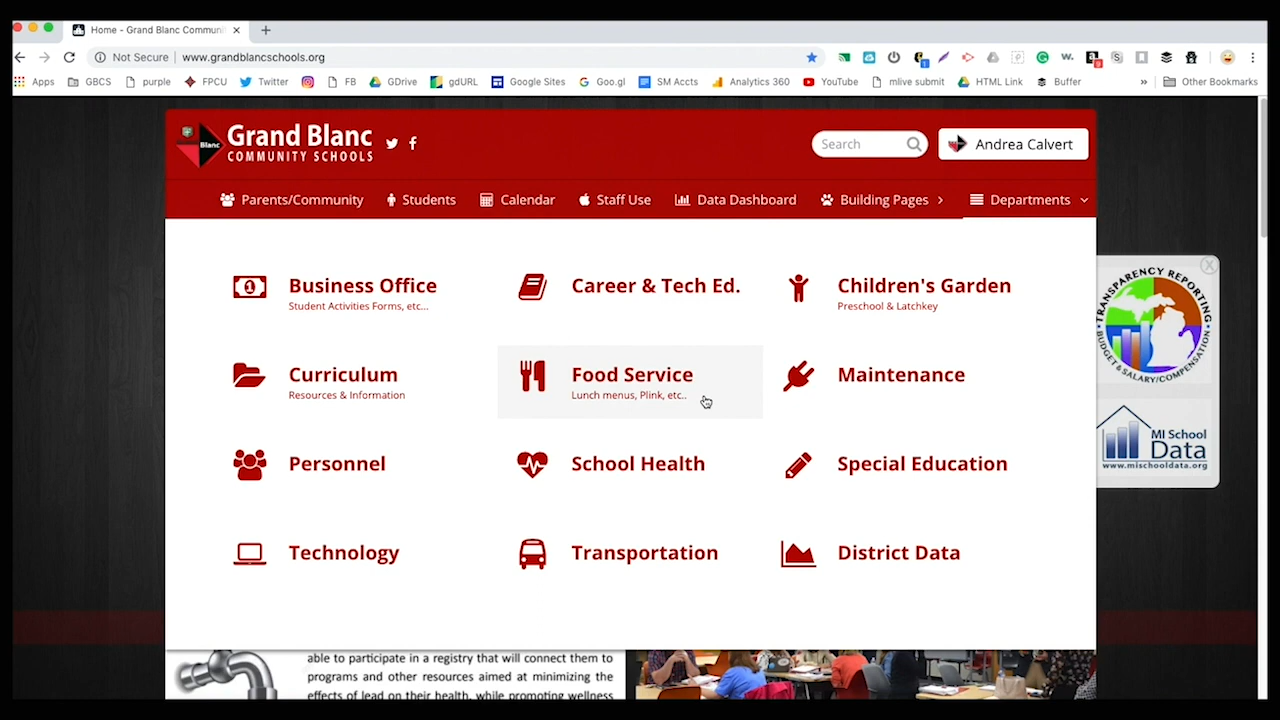 Home - Grand Blanc Commun
Not Secure | www.grandblancschools.org
Apps GBCS purple FPCU Twitter FB GDrive gdURL Google Sites Goo.gl SM Accts Analytics 360 YouTube mlive submit HTML Link Buffer » Other Bookmarks
Blanc
Grand Blanc
COMMUNITY SCHOOLS
Search
Andrea Calvert
Parents/Community Students Calendar Staff Use Data Dashboard Building Pages Departments
Business Office Career & Tech Ed. Children's Garden
Student Activities Forms, etc... Preschool & Latchkey
Curriculum Food Service Maintenance
Resources & Information Lunch menus, Plink, etc..
Personnel School Health Special Education
Technology Transportation District Data
TRANSPARENCY REPORTING
BUDGET & SALARY/COMPENSATION
MI School
Data
www.mischooldata.org
able to participate in a registry that will connect them to
programs and other resources aimed at minimizing the
effects of lead on their health, while promoting wellness